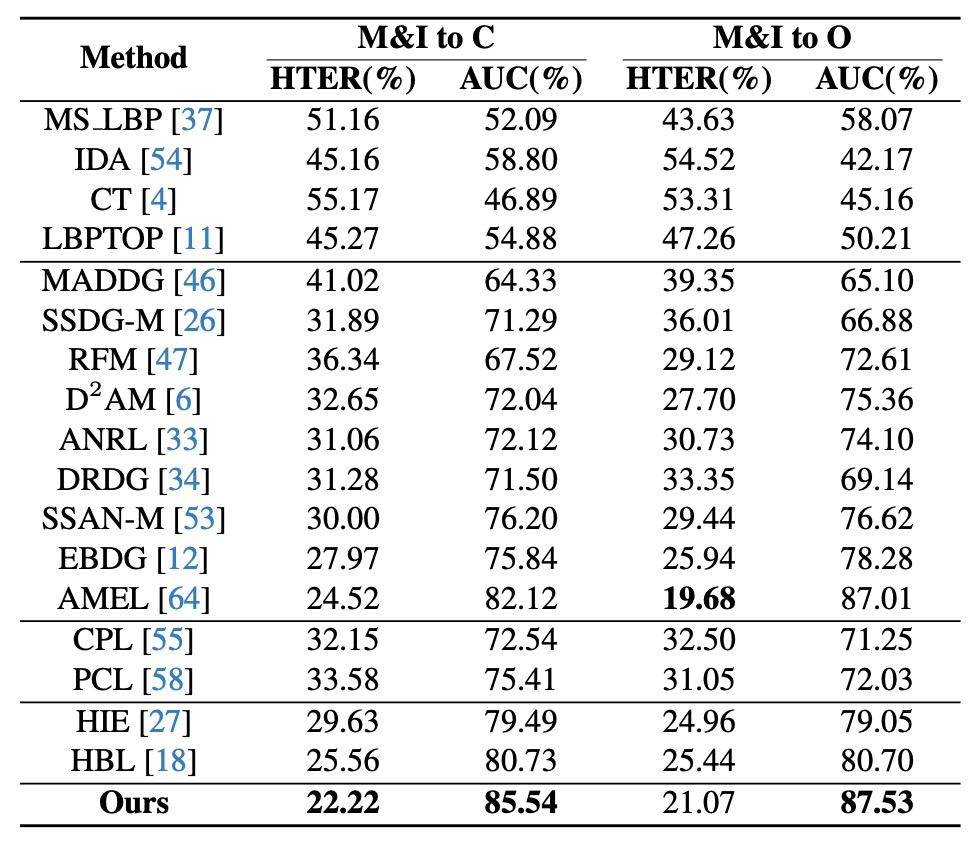 Method M&I to C M&I to O
HTER(%) AUC(%) HTER(%) AUC(%)
MS_LBP [37] 51.16 52.09 43.63 58.07
IDA [54] 45.16 58.80 54.52 42.17
CT [4] 55.17 46.89 53.31 45.16
LBPTOP [11] 45.27 54.88 47.26 50.21
MADDG [46] 41.02 64.33 39.35 65.10
SSDG-M [26] 31.89 71.29 36.01 66.88
RFM [47] 36.34 67.52 29.12 72.61
D²AM [6] 32.65 72.04 27.70 75.36
ANRL [33] 31.06 72.12 30.73 74.10
DRDG [34] 31.28 71.50 33.35 69.14
SSAN-M [53] 30.00 76.20 29.44 76.62
EBDG [12] 27.97 75.84 25.94 78.28
AMEL [64] 24.52 82.12 19.68 87.01
CPL [55] 32.15 72.54 32.50 71.25
PCL [58] 33.58 75.41 31.05 72.03
HIE [27] 29.63 79.49 24.96 79.05
HBL [18] 25.56 80.73 25.44 80.70
Ours 22.22 85.54 21.07 87.53